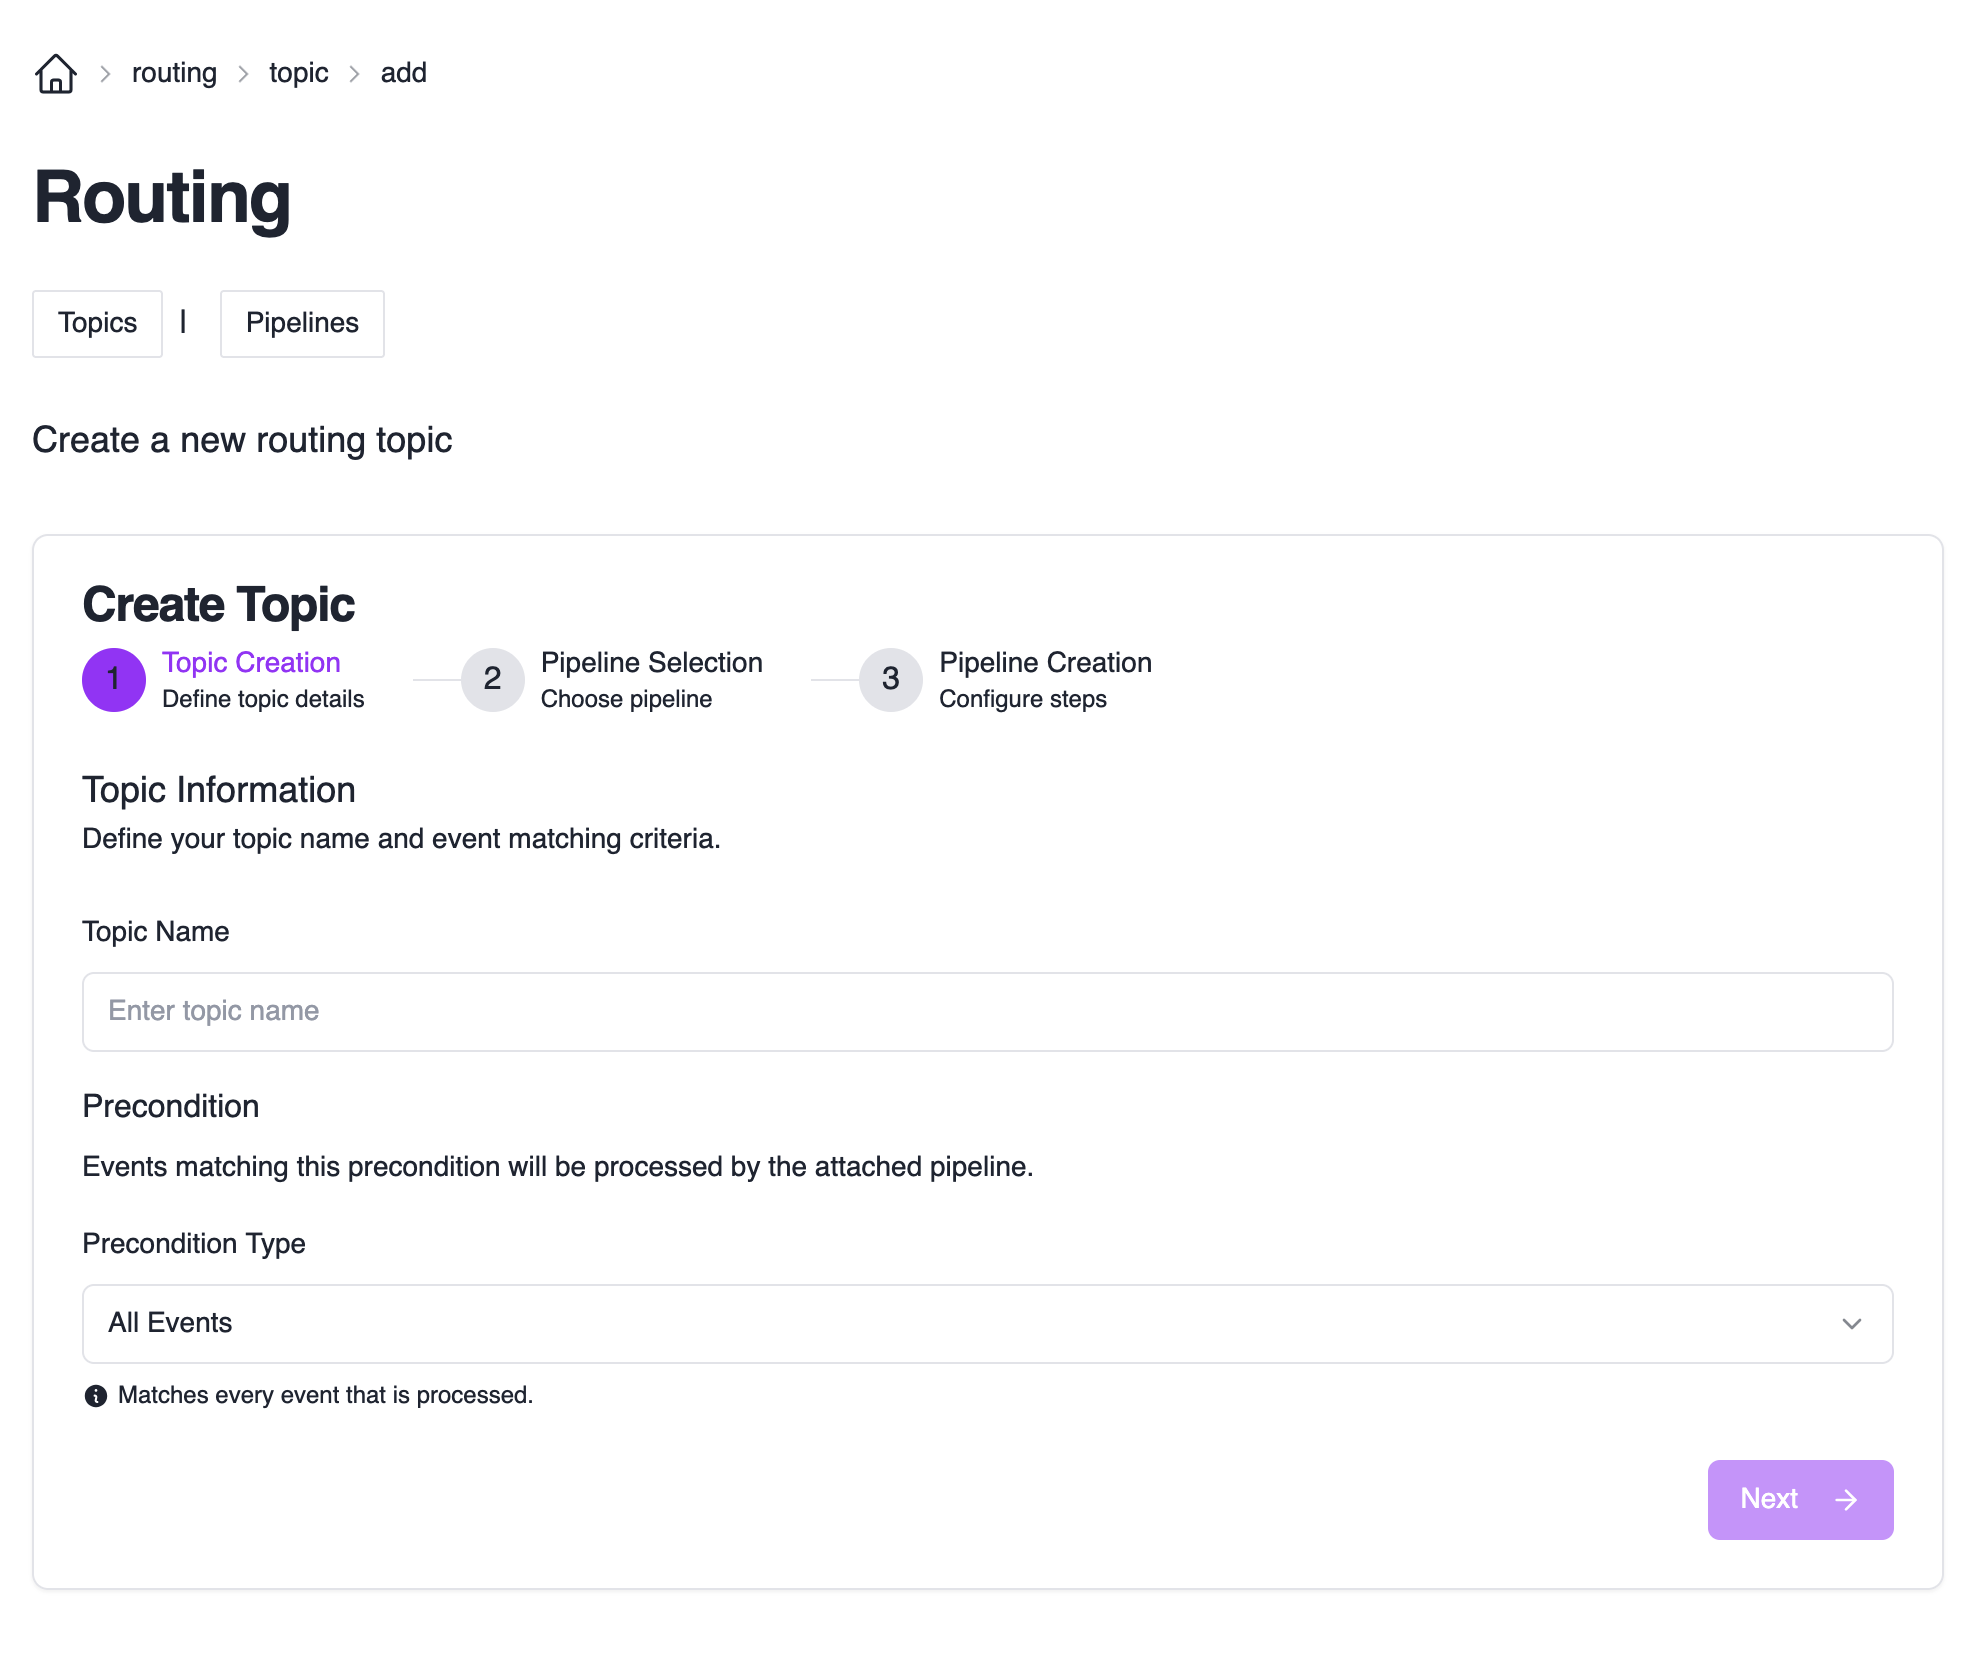 routing > topic > add
Routing
Topics | Pipelines
Create a new routing topic
Create Topic
1 Topic Creation
Define topic details
2 Pipeline Selection
Choose pipeline
3 Pipeline Creation
Configure steps
Topic Information
Define your topic name and event matching criteria.
Topic Name
Enter topic name
Precondition
Events matching this precondition will be processed by the attached pipeline.
Precondition Type
All Events
Matches every event that is processed.
Next